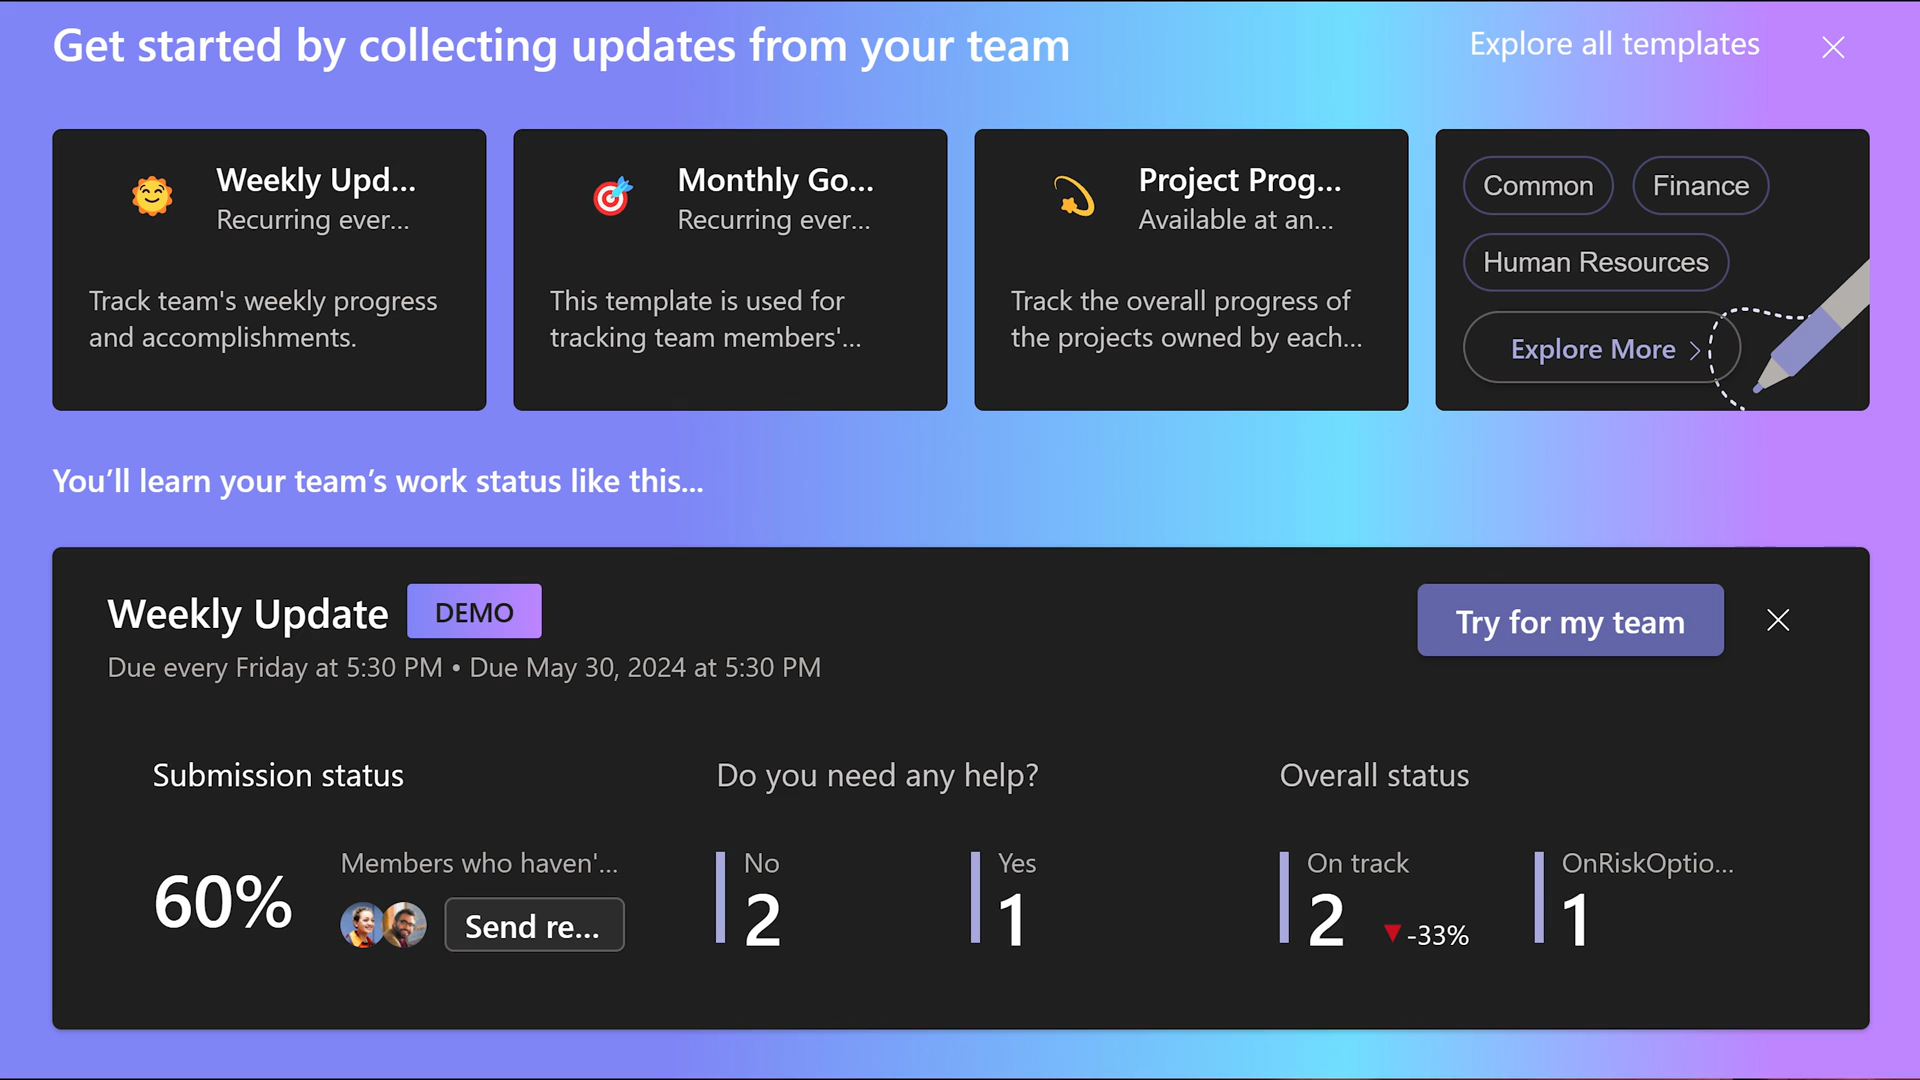 Get started by collecting updates from your team
Explore all templates
Weekly Upd...
Recurring ever...
Track team's weekly progress
and accomplishments.
Monthly Go...
Recurring ever...
This template is used for
tracking team members'...
Project Prog...
Available at an...
Track the overall progress of
the projects owned by each...
Common
Finance
Human Resources
Explore More
You’ll learn your team’s work status like this...
Weekly Update
DEMO
Due every Friday at 5:30 PM • Due May 30, 2024 at 5:30 PM
Try for my team
Submission status
60%
Members who haven'...
Send re...
Do you need any help?
No
2
Yes
1
Overall status
On track
2
-33%
OnRiskOptio...
1